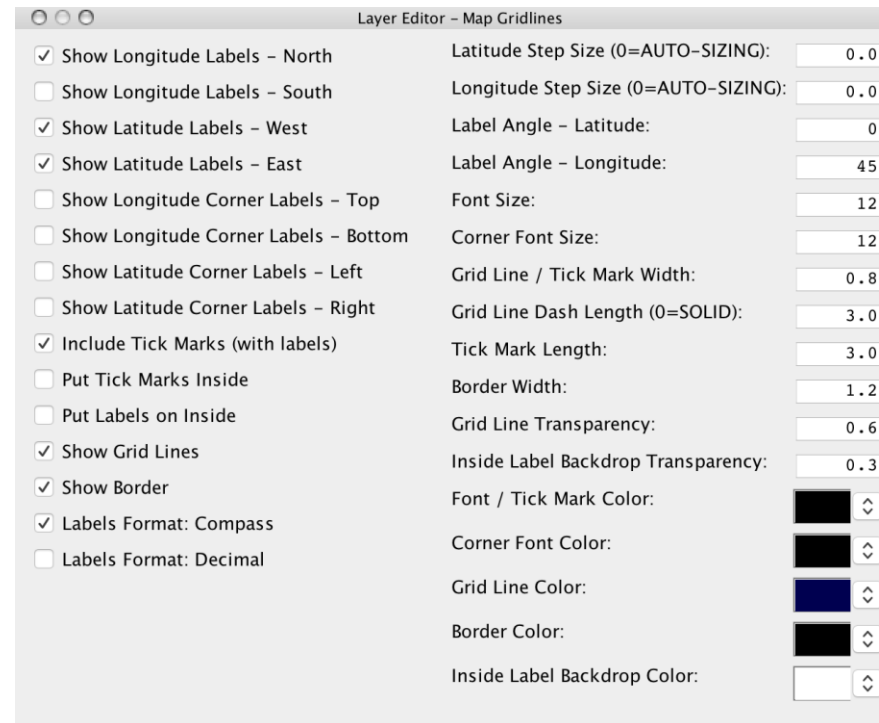 Layer Editor – Map Gridlines
Show Longitude Labels – North
Show Longitude Labels – South
Show Latitude Labels – West
Show Latitude Labels – East
Show Longitude Corner Labels – Top
Show Longitude Corner Labels – Bottom
Show Latitude Corner Labels – Left
Show Latitude Corner Labels – Right
Include Tick Marks (with labels)
Put Tick Marks Inside
Put Labels on Inside
Show Grid Lines
Show Border
Labels Format: Compass
Labels Format: Decimal
Latitude Step Size (0=AUTO-SIZING): 0.0
Longitude Step Size (0=AUTO-SIZING): 0.0
Label Angle – Latitude: 0
Label Angle – Longitude: 45
Font Size: 12
Corner Font Size: 12
Grid Line / Tick Mark Width: 0.8
Grid Line Dash Length (0=SOLID): 3.0
Tick Mark Length: 3.0
Border Width: 1.2
Grid Line Transparency: 0.6
Inside Label Backdrop Transparency: 0.3
Font / Tick Mark Color:
Corner Font Color:
Grid Line Color:
Border Color:
Inside Label Backdrop Color: